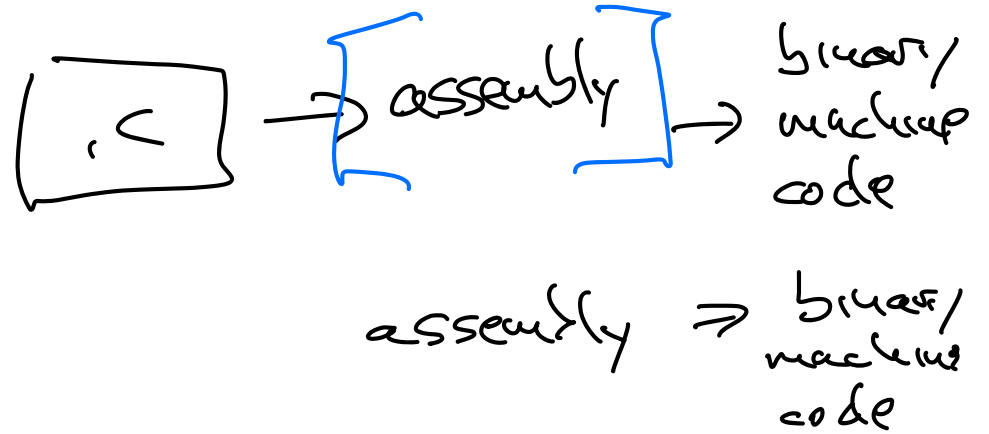 .c → [assembly] → binary/
machine
code
assembly ⇒ binary/
machine
code